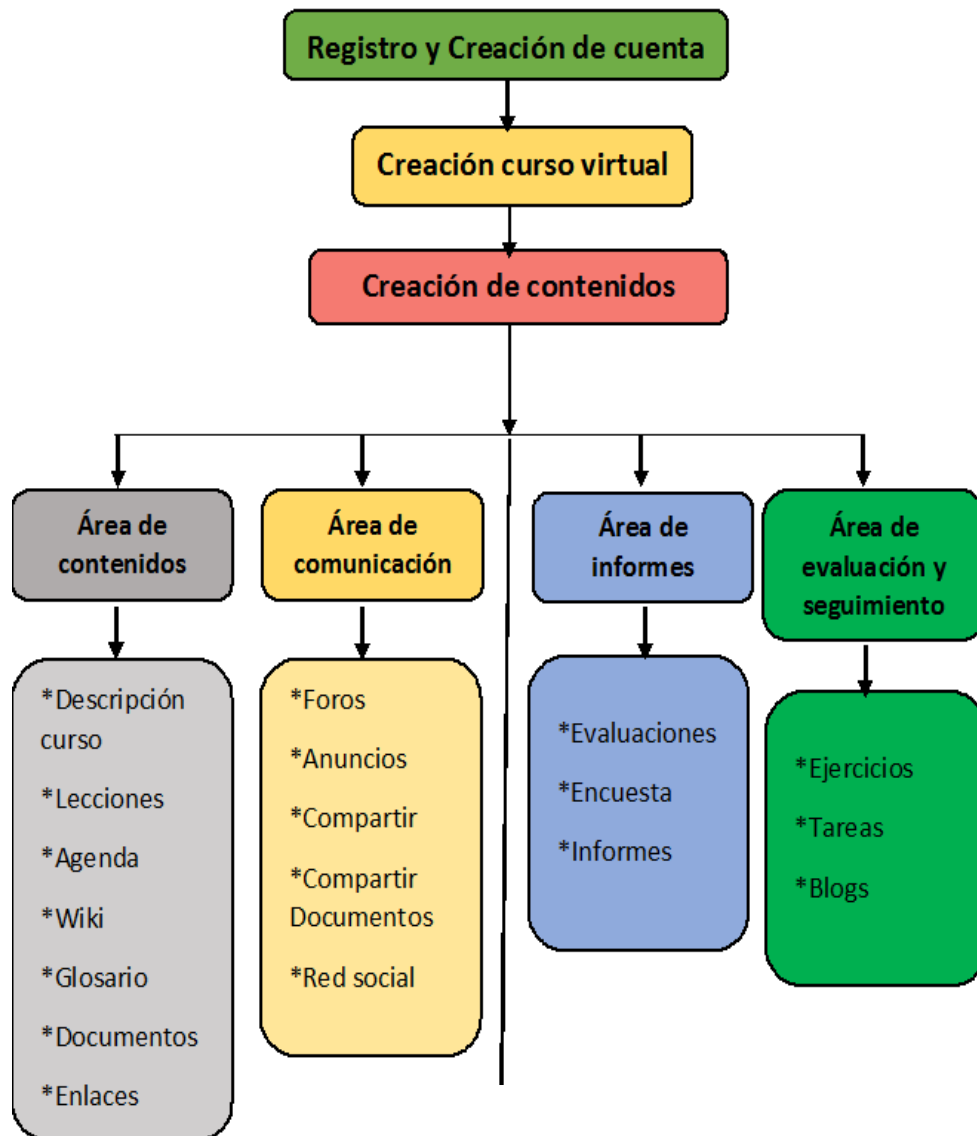 Registro y Creación de cuenta
Creación curso virtual
Creación de contenidos
Área de
contenidos
Área de
comunicación
Área de
informes
Área de
evaluación y
seguimiento
*Descripción
curso
*Lecciones
*Agenda
*Wiki
*Glosario
*Documentos
*Enlaces
*Foros
*Anuncios
*Compartir
*Compartir
Documentos
*Red social
*Evaluaciones
*Encuesta
*Informes
*Ejercicios
*Tareas
*Blogs